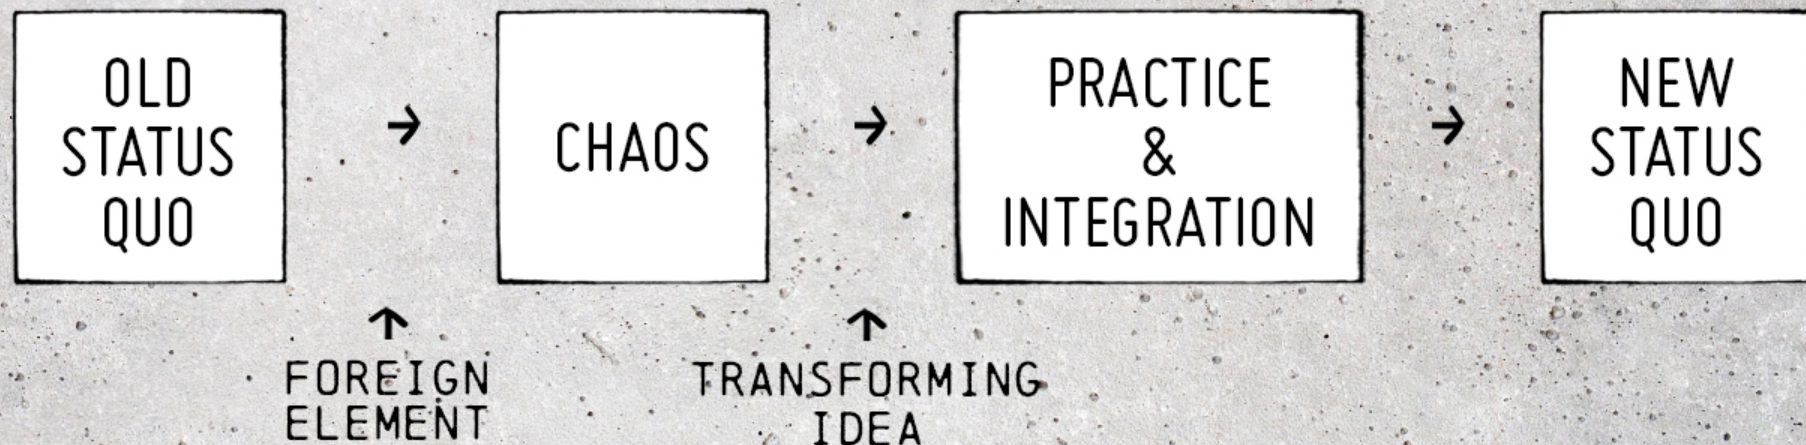 OLD
STATUS
QUO
→
CHAOS
→
PRACTICE
&
INTEGRATION
→
NEW
STATUS
QUO
↑
FOREIGN
ELEMENT
↑
TRANSFORMING
IDEA